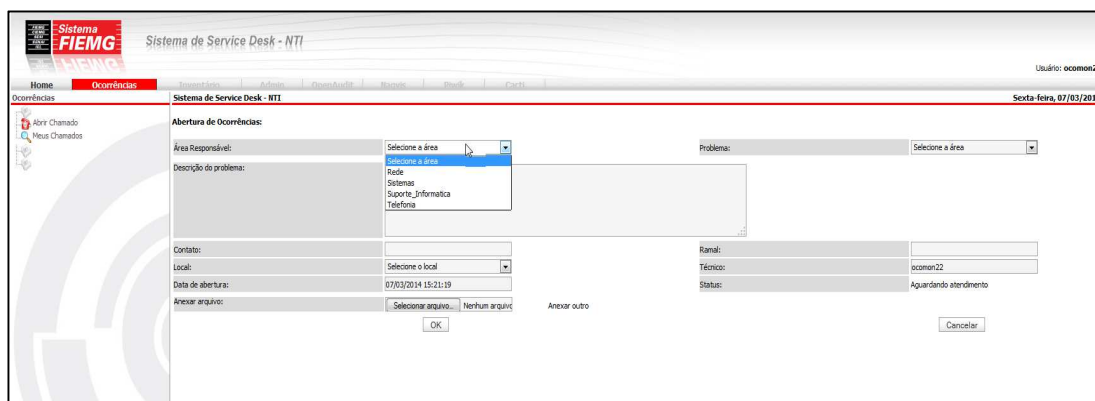 Sistema
FIEMG
Sistema de Service Desk - NTI
Usuário: ocomon2
Home Ocorrências Inventário Admin OpenAudit Cacti
Ocorrências Sistema de Service Desk - NTI Sexta-feira, 07/03/201
Abrir Chamado
Meus Chamados
Abertura de Ocorrências:
Área Responsável: Selecione a área Problema: Selecione a área
Selecione a área
Rede
Sistemas
Suporte_Informatica
Telefonia
Descrição do problema:
Contato: Ramal:
Local: Selecione o local Técnico: ocomon22
Data de abertura: 07/03/2014 15:21:19 Status: Aguardando atendimento
Anexar arquivo: Selecionar arquivo... Nenhum arquivo Anexar outro
OK Cancelar